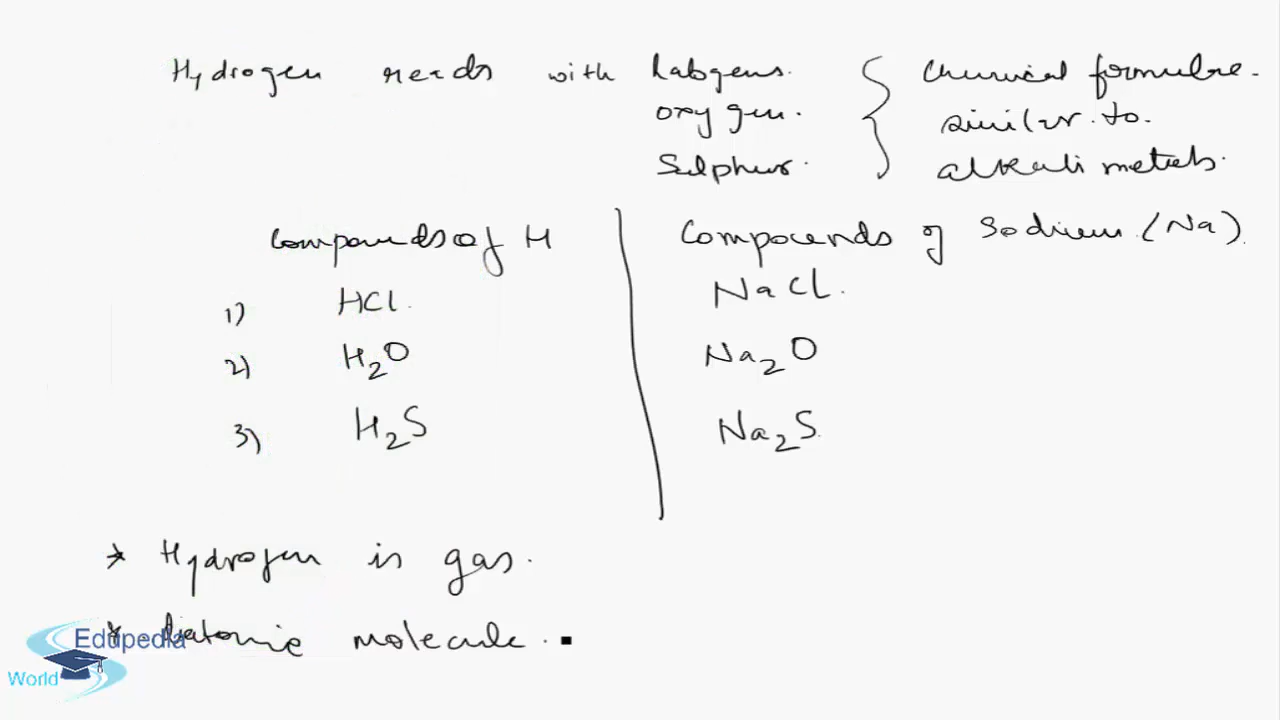 Hydrogen reacts with halogens. Chemical formulae.
oxygen. similar to.
Sulphur. alkali metals.
Compounds of H Compounds of Sodium (Na).
1) HCl. NaCl.
2) H₂O Na₂O
3) H₂S Na₂S.
* Hydrogen is gas.
* Diatomic molecule.
Edupedia
World